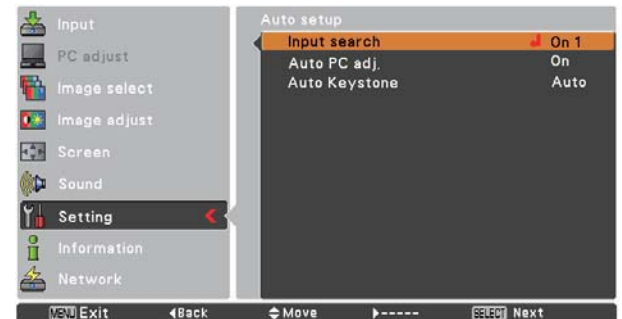 Input
PC adjust
Image select
Image adjust
Screen
Sound
Setting
Information
Network
Auto setup
Input search On 1
Auto PC adj. On
Auto Keystone Auto
MENU Exit ◀Back Move ▶----- SELECT Next